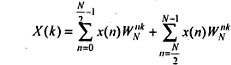 X(k) = \sum_{n=0}^{\frac{N}{2}-1} x(n)W_N^{nk} + \sum_{n=\frac{N}{2}}^{N-1} x(n)W_N^{nk}